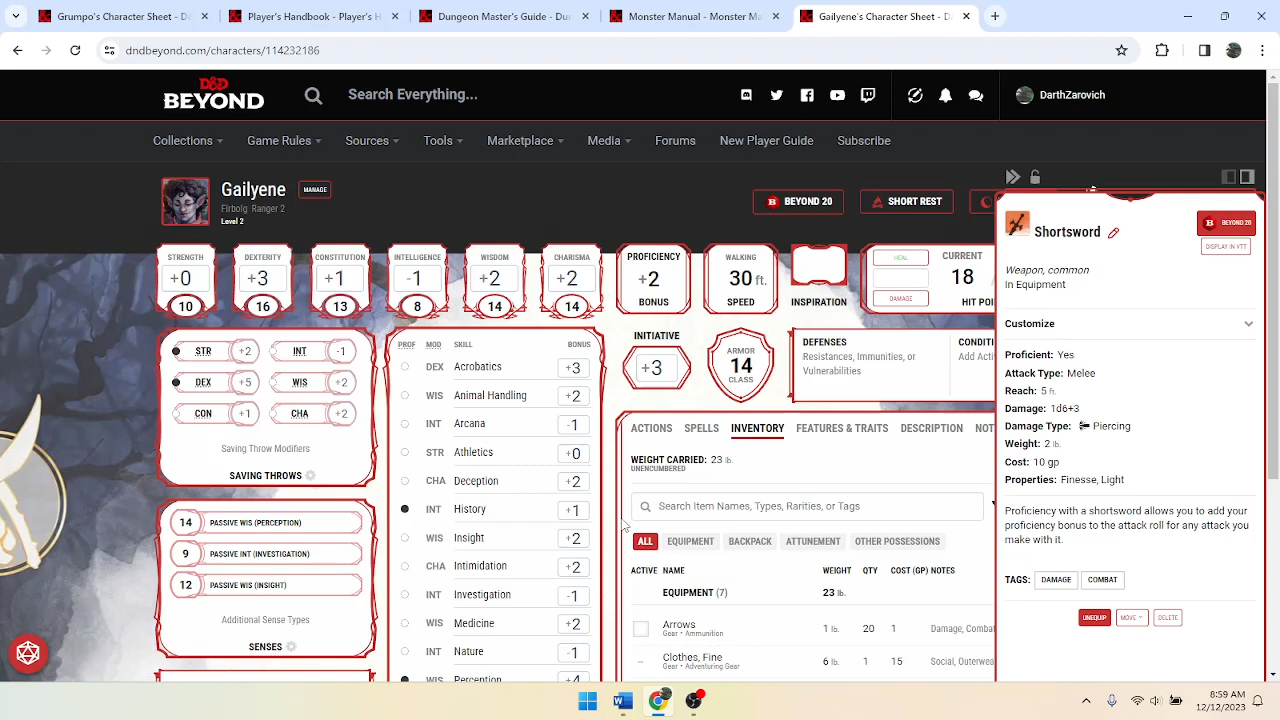 Grumpy's Character Sheet - D
Player's Handbook - Player's H
Dungeon Master's Guide - Dun
Monster Manual - Monster Ma
Gailyene's Character Sheet - D
dndbeyond.com/characters/114232186
D&D BEYOND
Search Everything...
DarthZarovich
Collections
Game Rules
Sources
Tools
Marketplace
Media
Forums
New Player Guide
Subscribe
Gailyene
MANAGE
Firbolg Ranger 2
Level 2
BEYOND 20
SHORT REST
STRENGTH
+0
10
DEXTERITY
+3
16
CONSTITUTION
+1
13
INTELLIGENCE
-1
8
WISDOM
+2
14
CHARISMA
+2
14
PROFICIENCY
+2
BONUS
WALKING
30 ft.
SPEED
INSPIRATION
HEAL
DAMAGE
CURRENT
18
HIT POI
STR +2
INT -1
DEX +5
WIS +2
CON +1
CHA +2
Saving Throw Modifiers
SAVING THROWS
14 PASSIVE WIS (PERCEPTION)
9 PASSIVE INT (INVESTIGATION)
12 PASSIVE WIS (INSIGHT)
Additional Sense Types
SENSES
PROF MOD SKILL BONUS
DEX Acrobatics +3
WIS Animal Handling +2
INT Arcana -1
STR Athletics +0
CHA Deception +2
INT History +1
WIS Insight +2
CHA Intimidation +2
INT Investigation -1
WIS Medicine +2
INT Nature -1
WIS Perception +4
INITIATIVE
+3
ARMOR
14
CLASS
DEFENSES
Resistances, Immunities, or
Vulnerabilities
CONDITI
Add Activ
ACTIONS
SPELLS
INVENTORY
FEATURES & TRAITS
DESCRIPTION
NOT
WEIGHT CARRIED: 23 lb.
UNENCUMBERED
Search Item Names, Types, Rarities, or Tags
ALL
EQUIPMENT
BACKPACK
ATTUNEMENT
OTHER POSSESSIONS
ACTIVE NAME WEIGHT QTY COST (GP) NOTES
EQUIPMENT (7) 23 lb.
Arrows 1 lb. 20 1 Damage, Combat
Gear • Ammunition
Clothes, Fine 6 lb. 1 15 Social, Outerwea
Gear • Adventuring Gear
Shortsword
BEYOND 20
DISPLAY IN VTT
Weapon, common
In Equipment
Customize
Proficient: Yes
Attack Type: Melee
Reach: 5 ft.
Damage: 1d6+3
Damage Type: Piercing
Weight: 2 lb.
Cost: 10 gp
Properties: Finesse, Light
Proficiency with a shortsword allows you to add
your proficiency bonus to the attack roll for any attack you
make with it.
TAGS: DAMAGE COMBAT
UNEQUIP
MOVE
DELETE
8:59 AM
12/12/2023